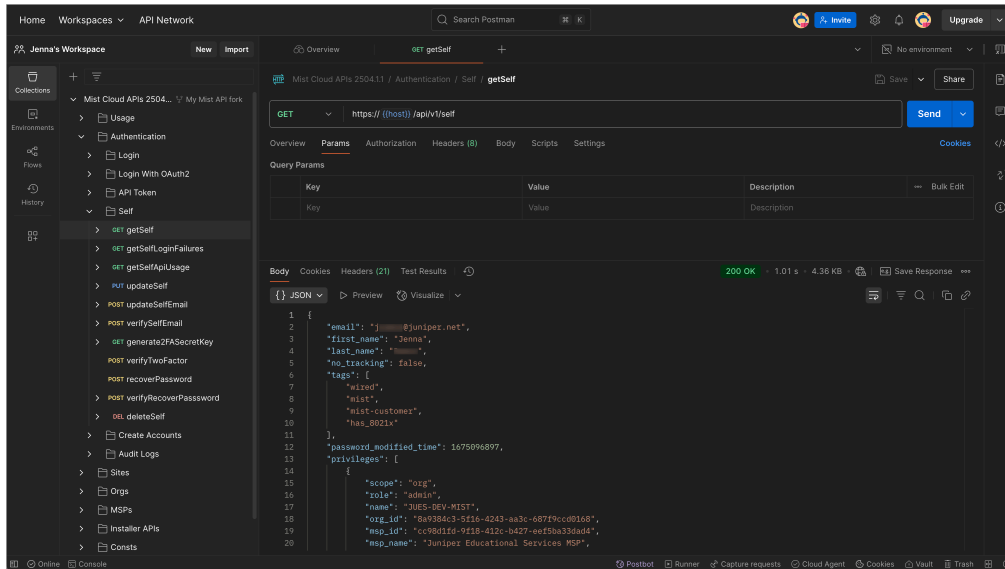 Home Workspaces API Network Search Postman ⌘ K Invite Upgrade
Jenna's Workspace New Import Overview GET getSelf + No environment
Collections
Environments
Flows
History
Mist Cloud APIs 2504... My Mist API fork
Usage
Authentication
Login
Login With OAuth2
API Token
Self
GET getSelf
GET getSelfLoginFailures
GET getSelfApiUsage
PUT updateSelf
POST updateSelfEmail
POST verifySelfEmail
GET generate2FASecretKey
POST verifyTwoFactor
POST recoverPassword
POST verifyRecoverPasssword
DEL deleteSelf
Create Accounts
Audit Logs
Sites
Orgs
MSPs
Installer APIs
Consts
HTTP Mist Cloud APIs 2504.1.1 / Authentication / Self / getSelf Save Share
GET https:// {{host}} /api/v1/self Send
Overview Params Authorization Headers (8) Body Scripts Settings Cookies
Query Params
Key Value Description Bulk Edit
Key Value Description
Body Cookies Headers (21) Test Results 200 OK 1.01 s 4.36 KB Save Response
{} JSON Preview Visualize
1 {
2 "email": "j @juniper.net",
3 "first_name": "Jenna",
4 "last_name": " ",
5 "no_tracking": false,
6 "tags": [
7 "wired",
8 "mist",
9 "mist-customer",
10 "has_8021x"
11 ],
12 "password_modified_time": 1675096897,
13 "privileges": [
14 {
15 "scope": "org",
16 "role": "admin",
17 "name": "JUES-DEV-MIST",
18 "org_id": "8a9384c3-5f16-4243-aa3c-687f9ccd0168",
19 "msp_id": "cc98d1fd-9f18-412c-b427-eef5ba33dad4",
20 "msp_name": "Juniper Educational Services MSP",
Online Console Postbot Runner Capture requests Cloud Agent Cookies Vault Trash